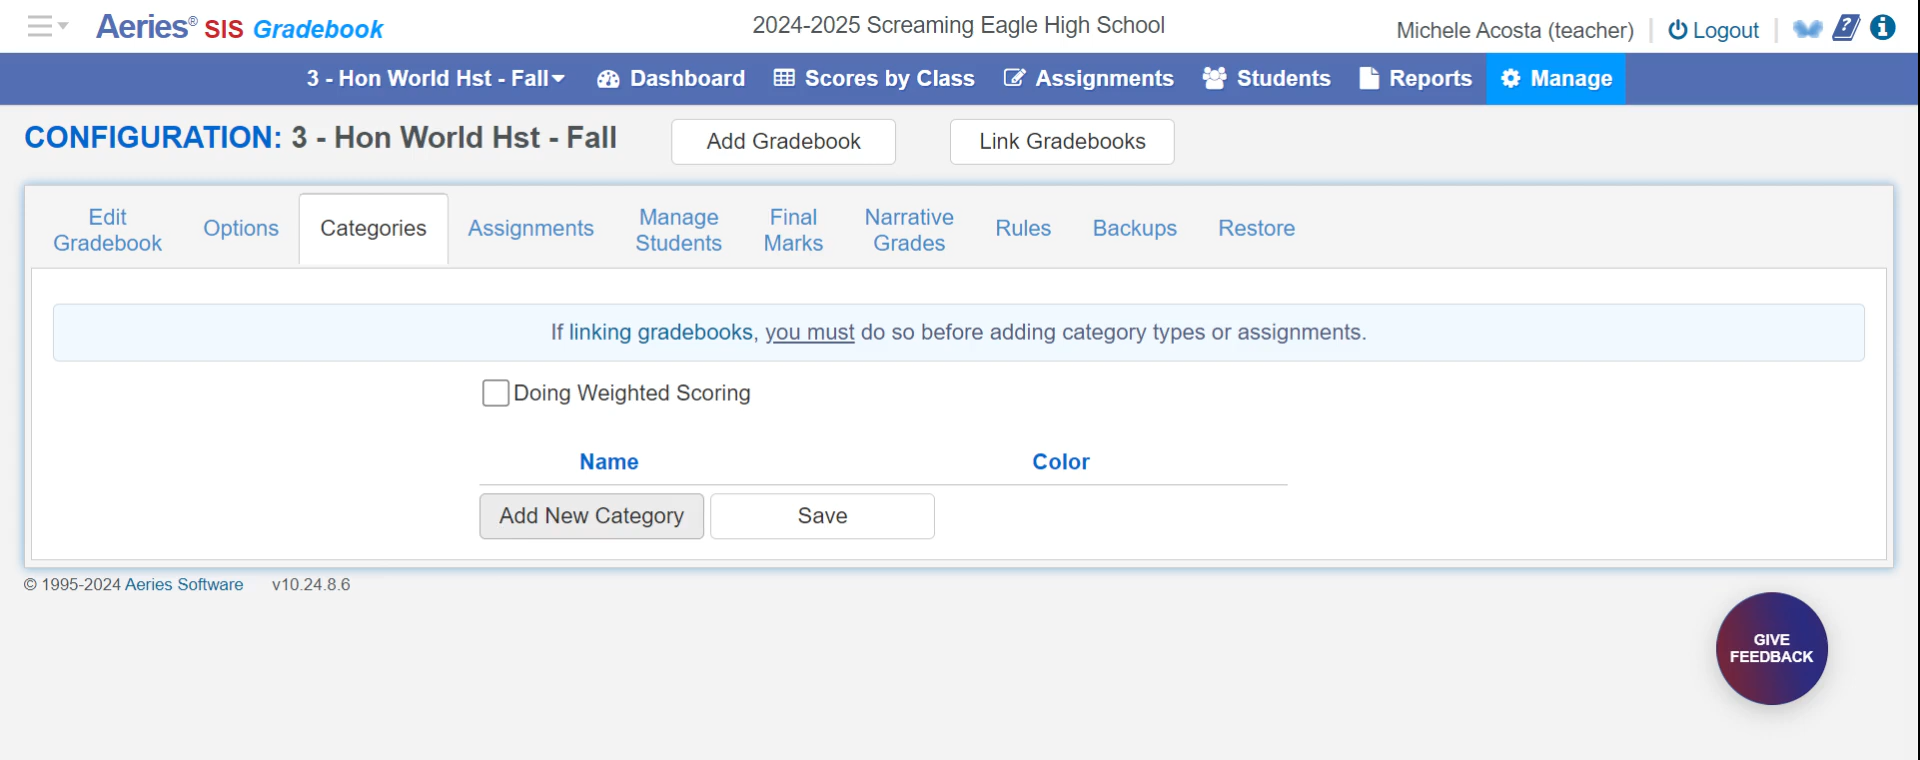 Aeries® SIS Gradebook
2024-2025 Screaming Eagle High School
Michele Acosta (teacher) | Logout |
3 - Hon World Hst - Fall Dashboard Scores by Class Assignments Students Reports Manage
CONFIGURATION: 3 - Hon World Hst - Fall
Add Gradebook
Link Gradebooks
Edit Gradebook
Options
Categories
Assignments
Manage Students
Final Marks
Narrative Grades
Rules
Backups
Restore
If linking gradebooks, you must do so before adding category types or assignments.
Doing Weighted Scoring
Name Color
Add New Category Save
© 1995-2024 Aeries Software v10.24.8.6
GIVE
FEEDBACK